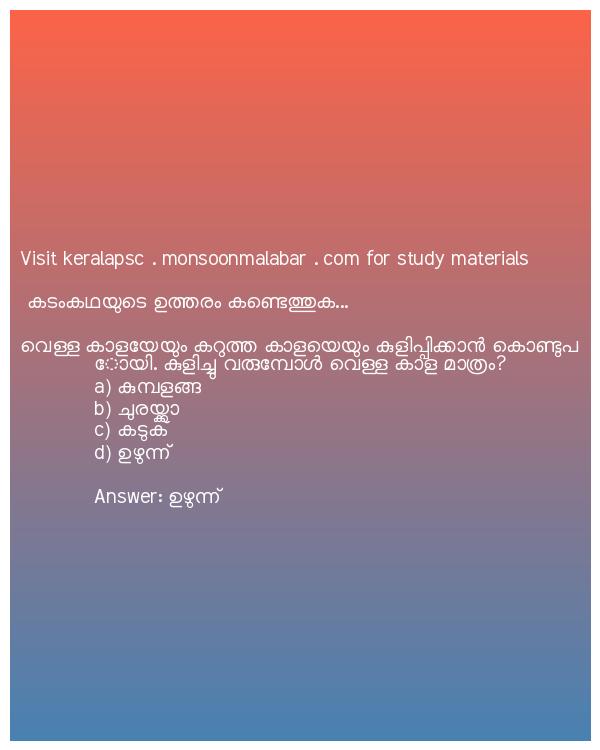 Visit keralapsc . monsoonmalabar . com for study materials
കടംകഥയുടെ ഉത്തരം കണ്ടെത്തുക...
വെള്ള കാളയേയും കറുത്ത കാളയെയും കുളിപ്പിക്കാൻ കൊണ്ടുപ
ോയി. കുളിച്ചു വരുമ്പോൾ വെള്ള കാള മാത്രം?
a) കുമ്പളങ്ങ
b) ചുരയ്ക്കാ
c) കടുക്
d) ഉഴുന്ന്
Answer: ഉഴുന്ന്